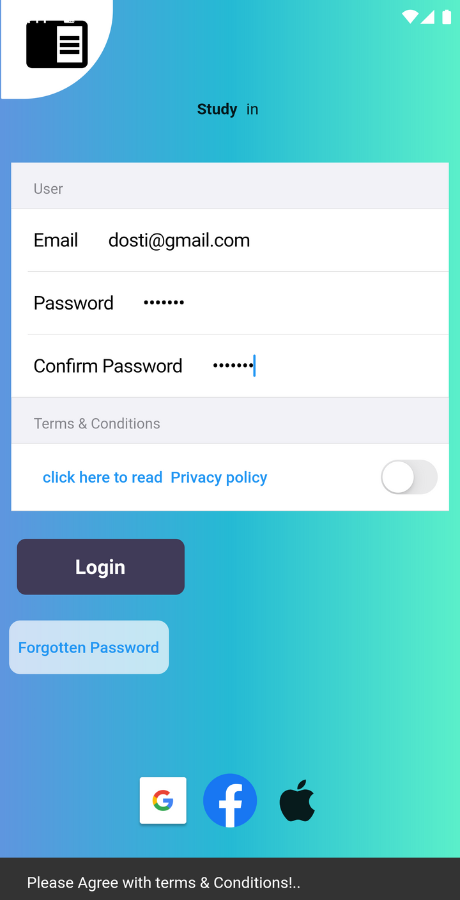 Study in
User
Email dosti@gmail.com
Password •••••••
Confirm Password •••••••
Terms & Conditions
click here to read Privacy policy
Login
Forgotten Password
Please Agree with terms & Conditions!..